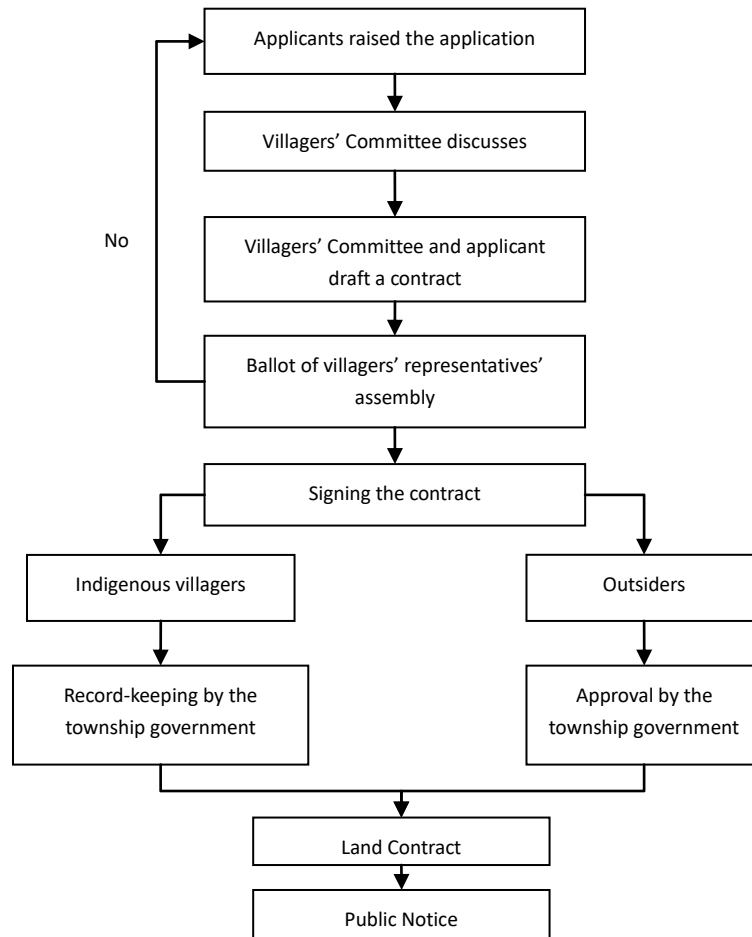 Applicants raised the application
Villagers’ Committee discusses
No
Villagers’ Committee and applicant
draft a contract
Ballot of villagers’ representatives’
assembly
Signing the contract
Indigenous villagers
Outsiders
Record-keeping by the
township government
Approval by the
township government
Land Contract
Public Notice